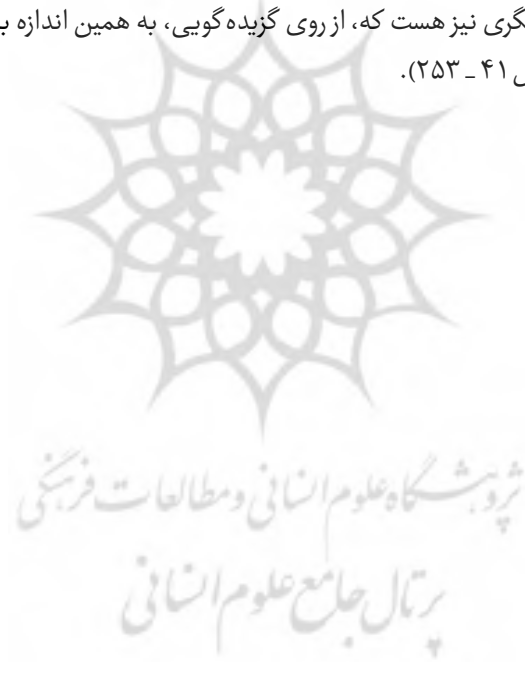 گری نیز هست که، از روی گزیده‌گویی، به همین اندازه ب
ص ۴۱ _ ۲۵۳).
پژوهشگاه علوم انسانی و مطالعات فرهنگی
پرتال جامع علوم انسانی